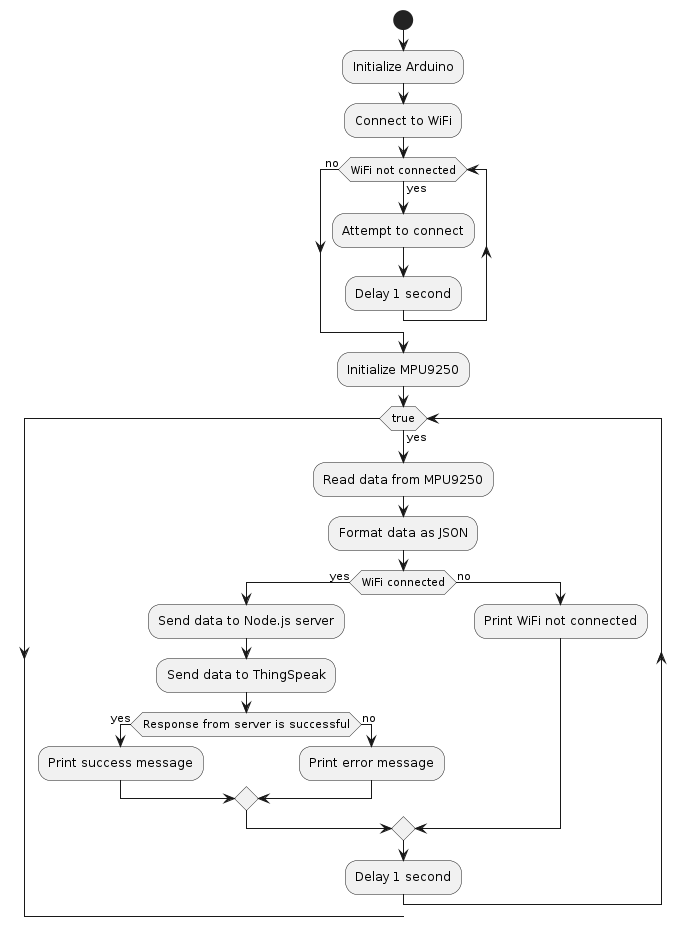 Initialize Arduino
Connect to WiFi
no
WiFi not connected
yes
Attempt to connect
Delay 1 second
Initialize MPU9250
true
yes
Read data from MPU9250
Format data as JSON
yes
WiFi connected
no
Send data to Node.js server
Print WiFi not connected
Send data to ThingSpeak
yes
Response from server is successful
no
Print success message
Print error message
Delay 1 second